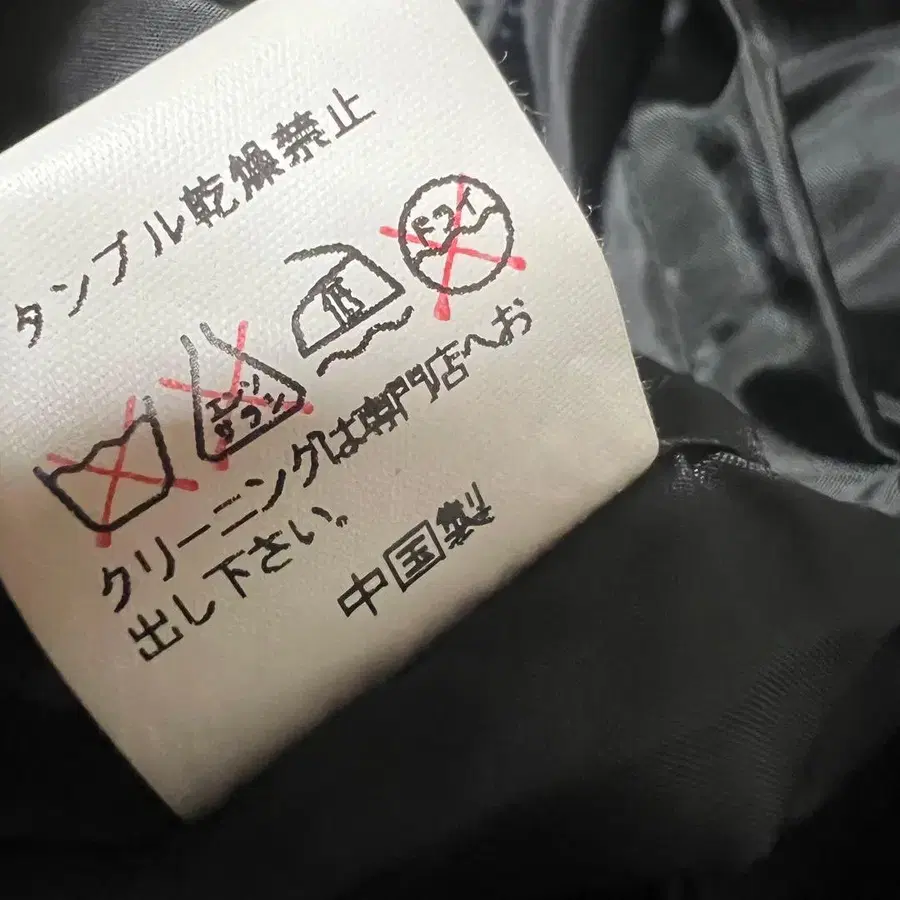 タンブル乾燥禁止
エンソ
サラシ
低
ドライ
クリーニングは専門店へお
出し下さい。
中国製